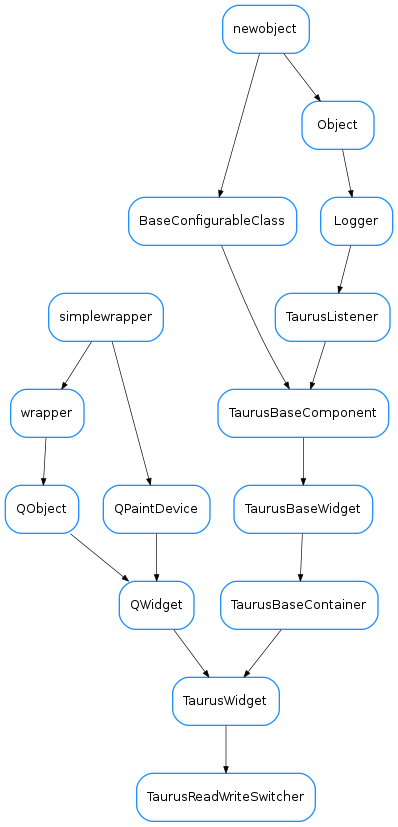 newobject
Object
BaseConfigurableClass
Logger
simplewrapper
TaurusListener
wrapper
TaurusBaseComponent
QObject
QPaintDevice
TaurusBaseWidget
QWidget
TaurusBaseContainer
TaurusWidget
TaurusReadWriteSwitcher